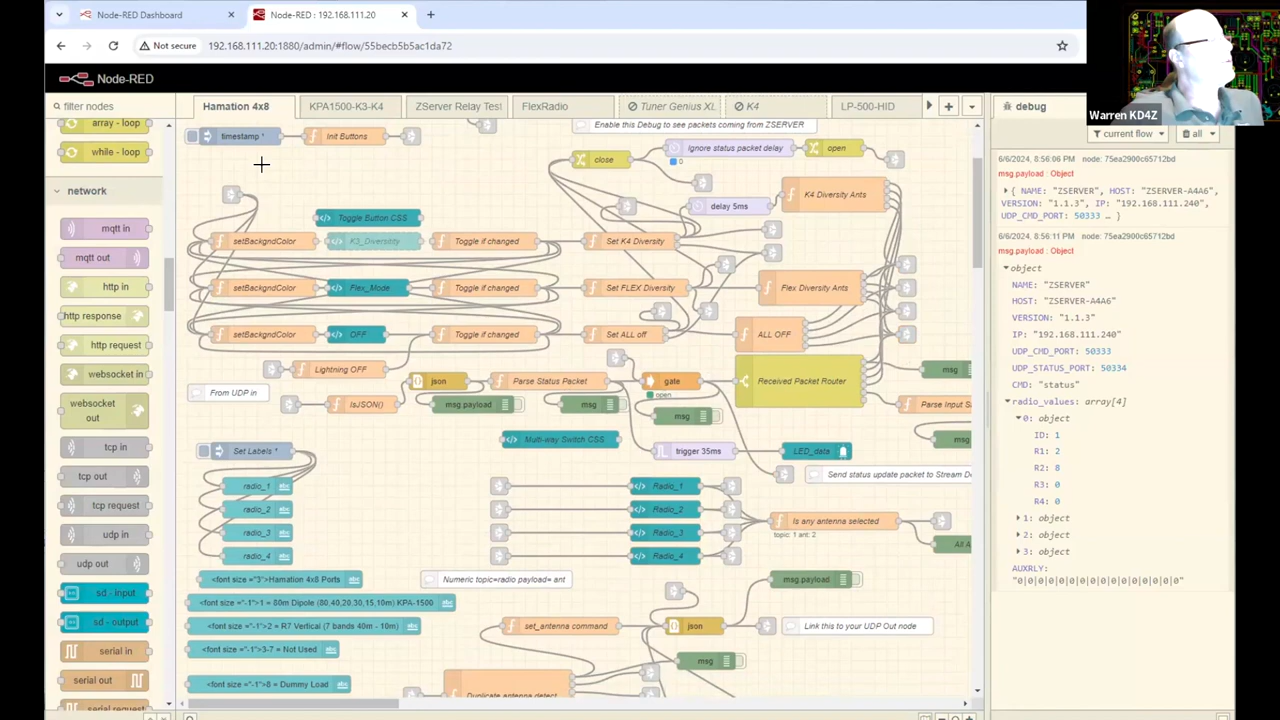 Node-RED Dashboard
Node-RED : 192.168.111.20
Not secure 192.168.111.20:1880/admin/#flow/55becb5b5ac1da72
Warren KD4Z
Node-RED
filter nodes
Hamation 4x8
KPA1500-K3-K4
ZServer Relay Test
FlexRadio
Tuner Genius XL
K4
LP-500-HID
debug
current flow
all
array - loop
while - loop
network
mqtt in
mqtt out
http in
http response
http request
websocket in
websocket
out
tcp in
tcp out
tcp request
udp in
udp out
sd - input
sd - output
serial in
serial out
serial request
timestamp *
Init Buttons
Enable this Debug to see packets coming from ZSERVER
close
ignore status packet delay
0
open
K4 Diversity Ants
delay 5ms
Toggle Button CSS
setBackgndColor
K3_Diversitiy
Toggle if changed
Set K4 Diversity
setBackgndColor
Flex_Mode
Toggle if changed
Set FLEX Diversity
Flex Diversity Ants
setBackgndColor
OFF
Toggle if changed
Set ALL off
ALL OFF
Lightning OFF
json
Parse Status Packet
gate
open
Received Packet Router
msg
From UDP in
IsJSON()
msg.payload
msg
msg
Parse Input S
msg
Multi-way Switch CSS
Set Labels *
trigger 35ms
LED_data
Send status update packet to Stream D
radio_1
radio_2
radio_3
radio_4
Radio_1
Radio_2
Radio_3
Radio_4
Is any antenna selected
topic: 1 ant: 2
All A
<font size ="3">Hamation 4x8 Ports
Numeric topic=radio payload= ant
msg.payload
<font size ="-1">1 = 80m Dipole (80,40,20,30,15,10m) KPA-1500
<font size ="-1">2 = R7 Vertical (7 bands 40m - 10m)
set_antenna command
json
Link this to your UDP Out node
<font size ="-1">3-7 = Not Used
msg
<font size ="-1">8 = Dummy Load
Duplicate antenna detect
6/6/2024, 8:56:06 PM node: 75ea2900c65712bd
msg.payload : Object
{ NAME: "ZSERVER", HOST: "ZSERVER-A4A6",
VERSION: "1.1.3", IP: "192.168.111.240",
UDP_CMD_PORT: 50333 … }
6/6/2024, 8:56:11 PM node: 75ea2900c65712bd
msg.payload : Object
object
NAME: "ZSERVER"
HOST: "ZSERVER-A4A6"
VERSION: "1.1.3"
IP: "192.168.111.240"
UDP_CMD_PORT: 50333
UDP_STATUS_PORT: 50334
CMD: "status"
radio_values: array[4]
0: object
ID: 1
R1: 2
R2: 8
R3: 0
R4: 0
1: object
2: object
3: object
AUXRLY:
"0|0|0|0|0|0|0|0|0|0|0|0|0|0|0|0"